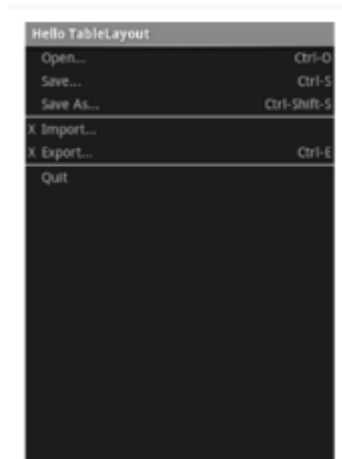 Hello TableLayout
Open... Ctrl-O
Save... Ctrl-S
Save As... Ctrl-Shift-S
X Import...
X Export... Ctrl-E
Quit